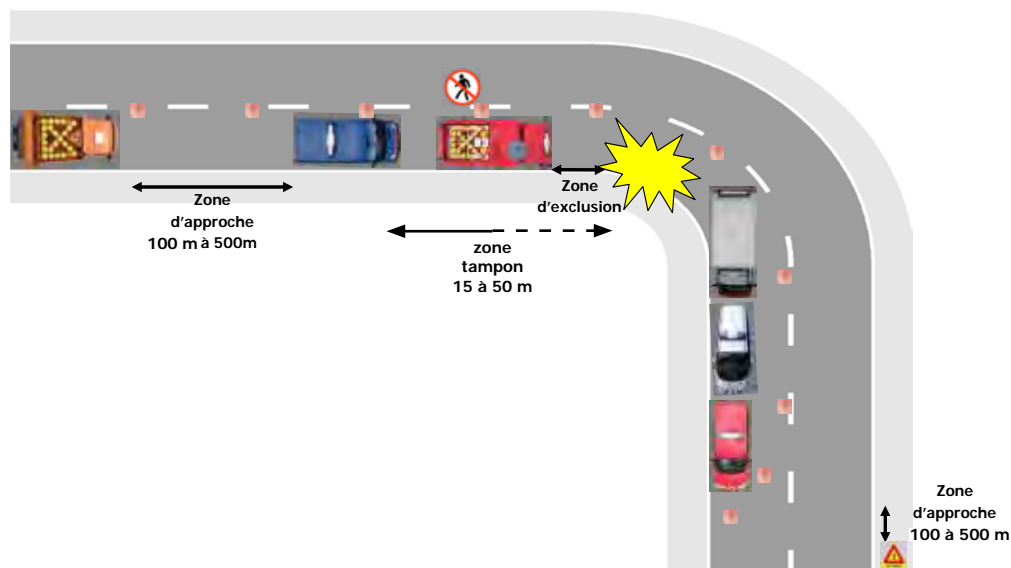 Zone
d'exclusion
Zone
d'approche
100 m à 500m
zone
tampon
15 à 50 m
Zone
d'approche
100 à 500 m